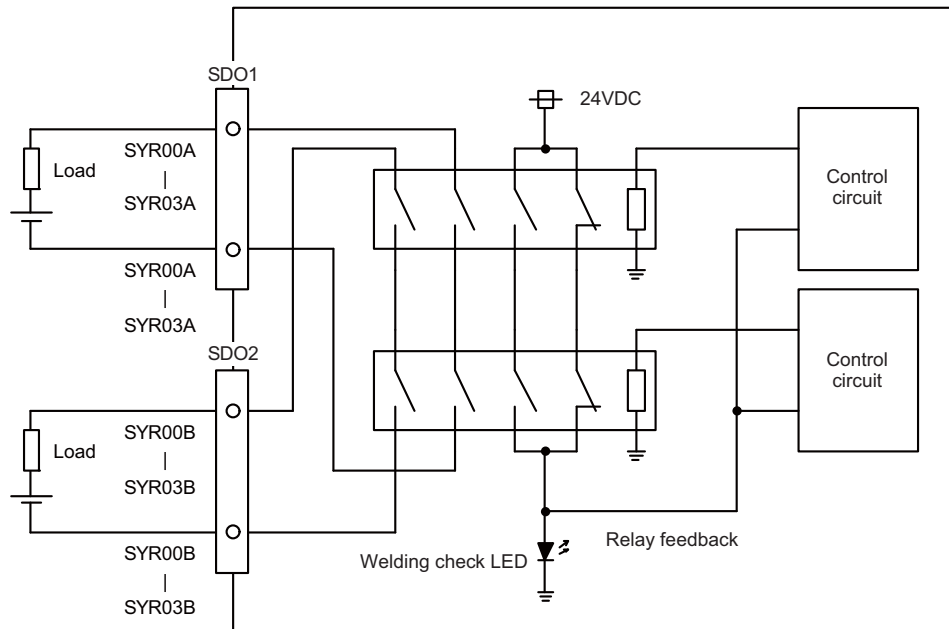 SDO1
24VDC
Load
SYR00A
|
SYR03A
SYR00A
|
SYR03A
Control
circuit
SDO2
Load
SYR00B
|
SYR03B
SYR00B
|
SYR03B
Control
circuit
Welding check LED
Relay feedback